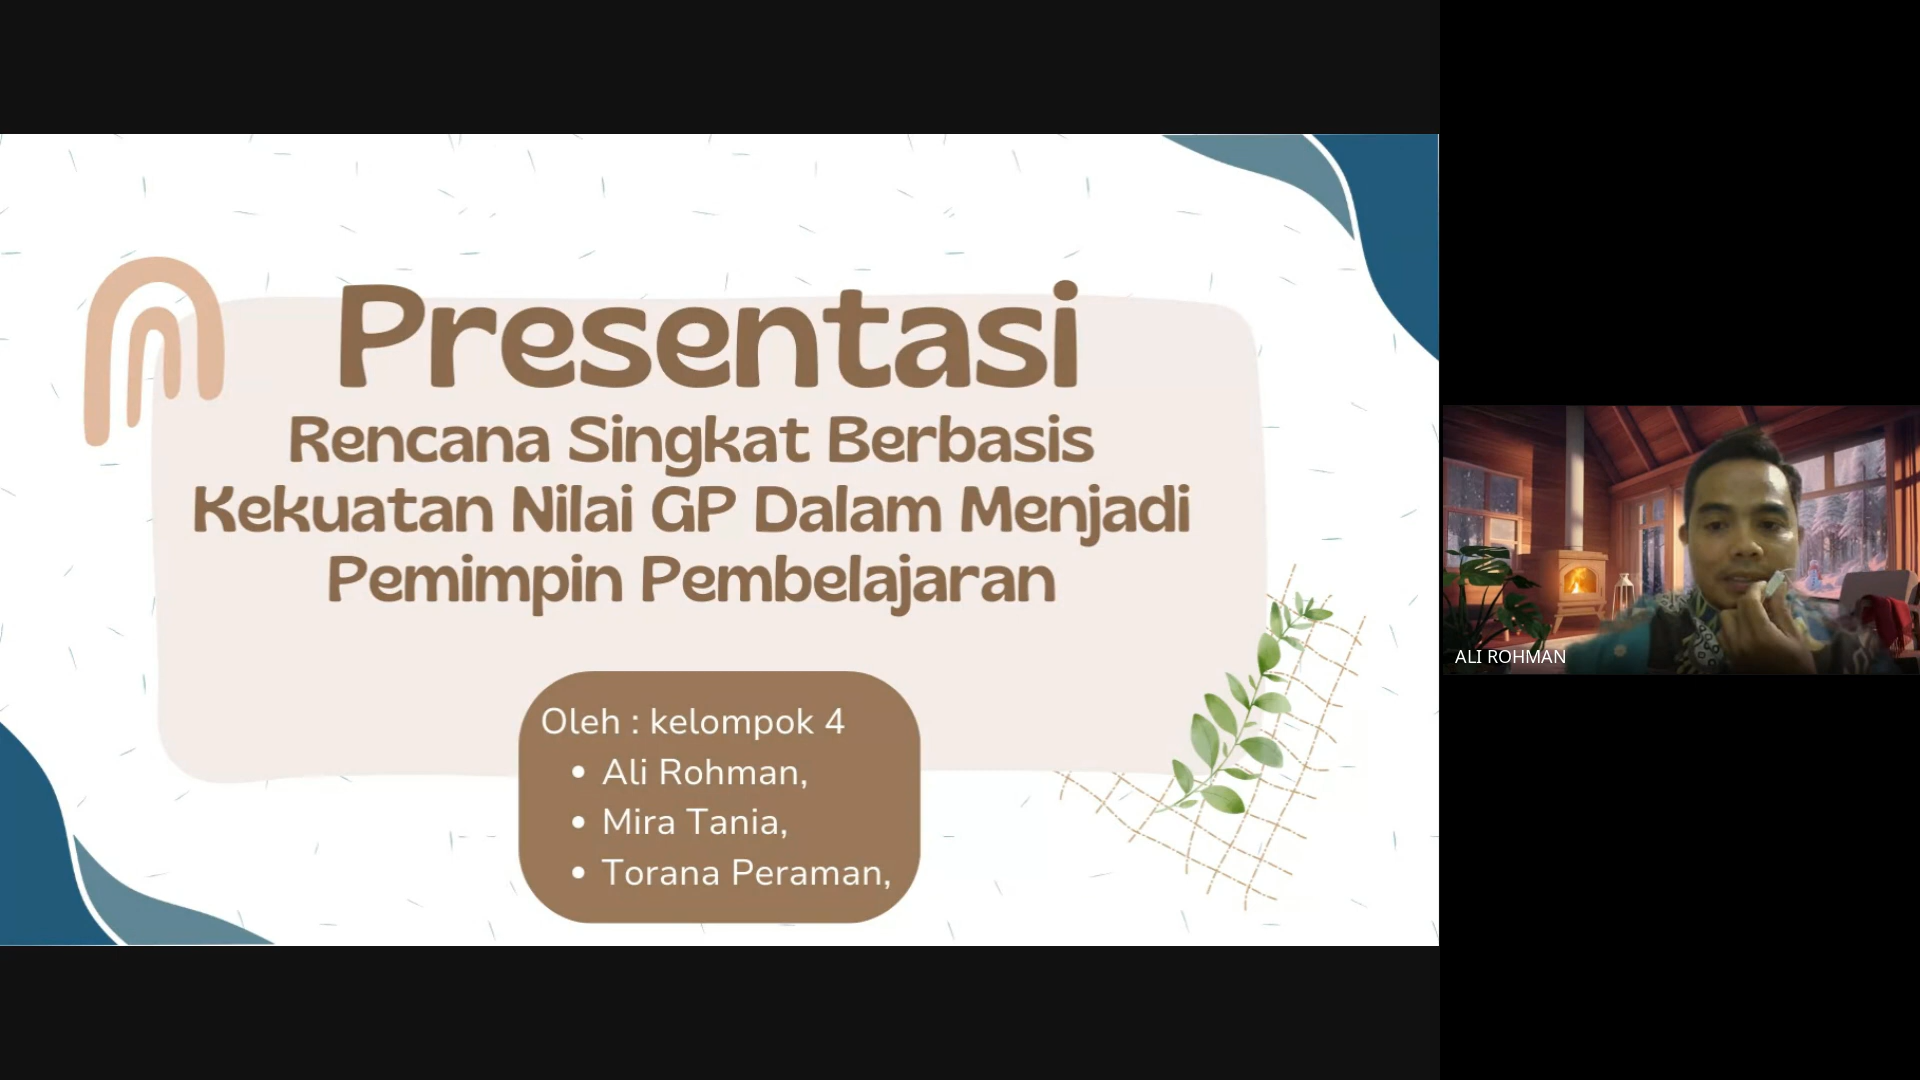 Presentasi
Rencana Singkat Berbasis
Kekuatan Nilai GP Dalam Menjadi
Pemimpin Pembelajaran
Oleh : kelompok 4
• Ali Rohman,
• Mira Tania,
• Torana Peraman,
ALI ROHMAN